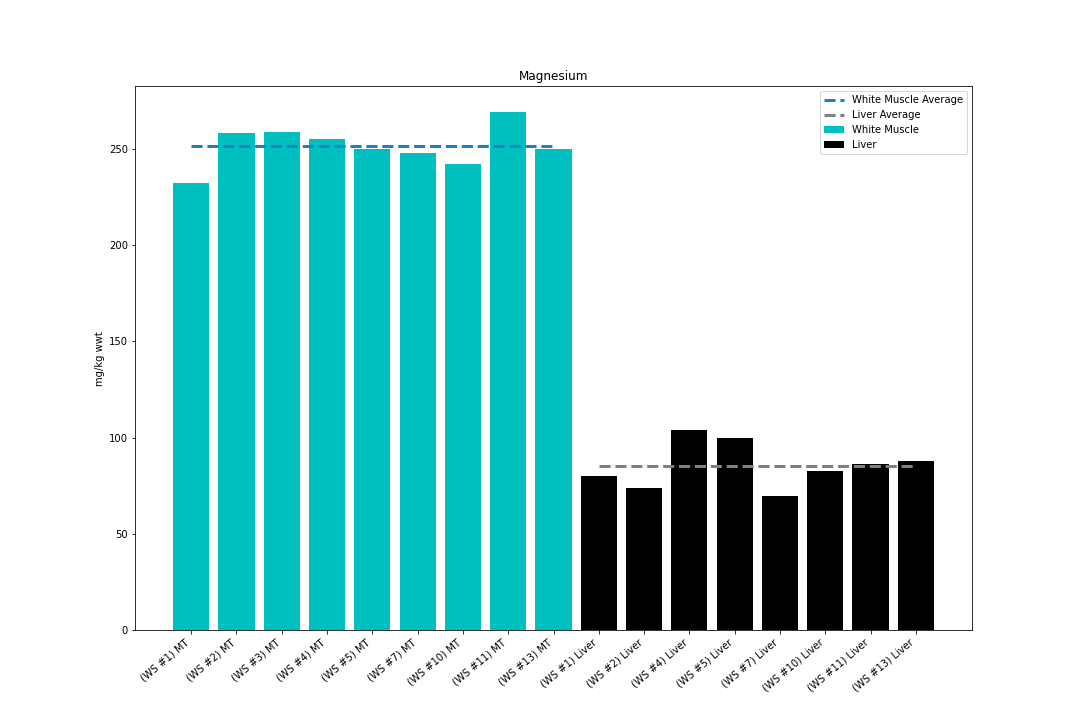 Magnesium
White Muscle Average
Liver Average
White Muscle
Liver
mg/kg wwt
250
200
150
100
50
0
(WS #1) MT
(WS #2) MT
(WS #3) MT
(WS #4) MT
(WS #5) MT
(WS #7) MT
(WS #10) MT
(WS #11) MT
(WS #13) MT
(WS #1) Liver
(WS #2) Liver
(WS #4) Liver
(WS #5) Liver
(WS #7) Liver
(WS #10) Liver
(WS #11) Liver
(WS #13) Liver